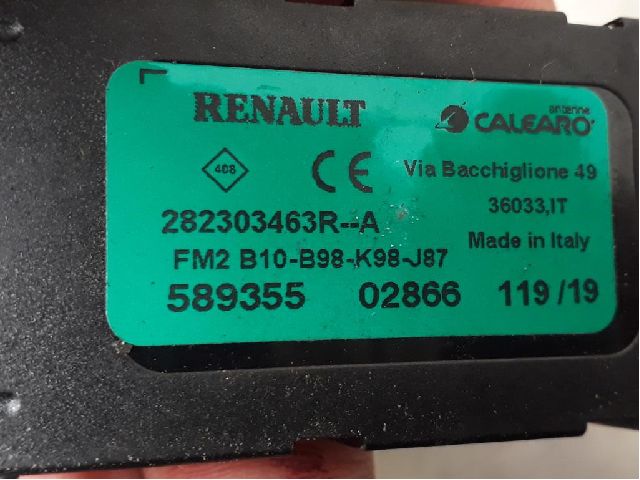 RENAULT
antenne
CALEARO
408 CE Via Bacchiglione 49
36033,IT
282303463R--A
Made in Italy
FM2 B10-B98-K98-J87
589355 02866 119/19